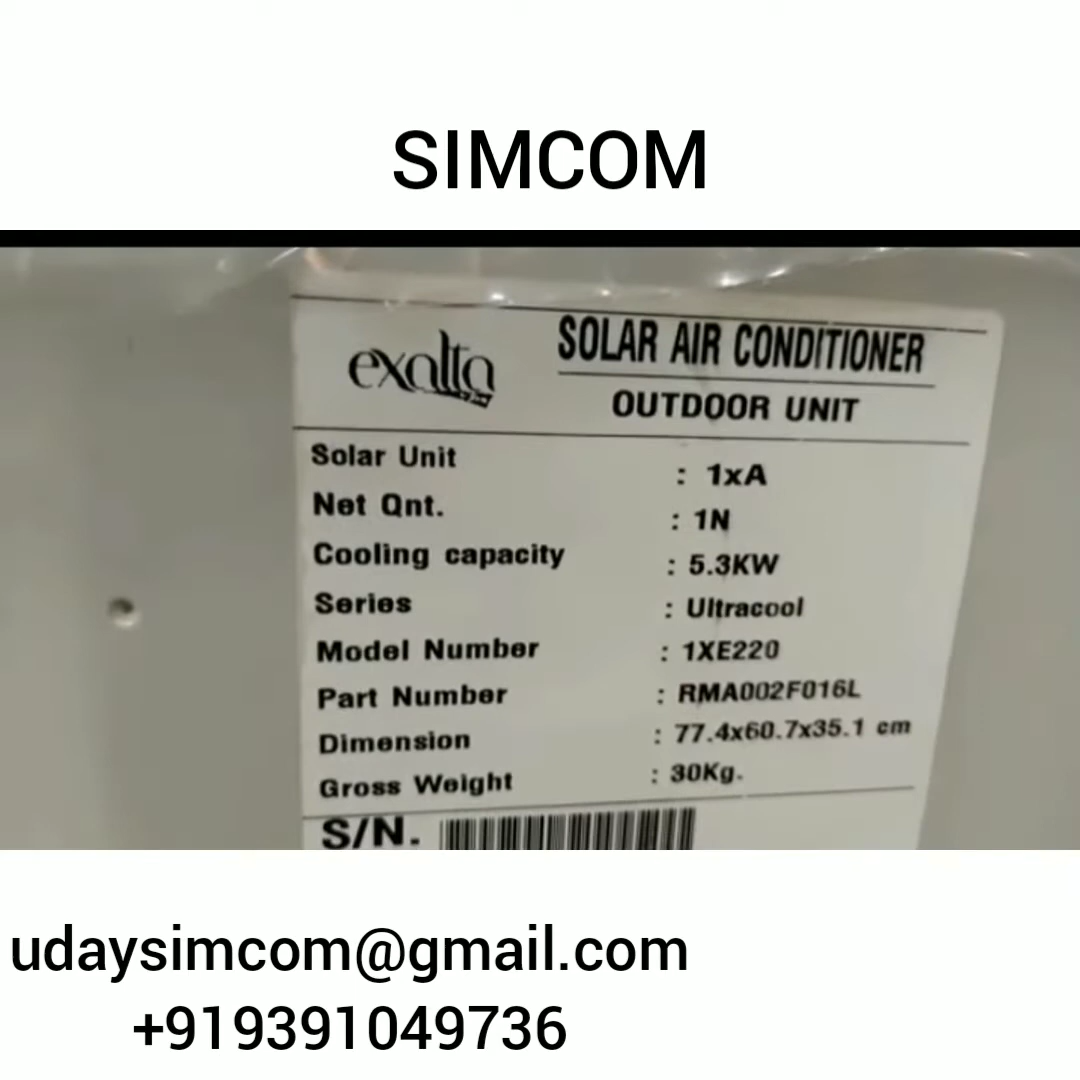 SIMCOM
exalta
SOLAR AIR CONDITIONER
OUTDOOR UNIT
Solar Unit : 1xA
Net Qnt. : 1N
Cooling capacity : 5.3KW
Series : Ultracool
Model Number : 1XE220
Part Number : RMA002F016L
Dimension : 77.4x60.7x35.1 cm
Gross Weight : 30Kg.
S/N.
udaysimcom@gmail.com
+919391049736